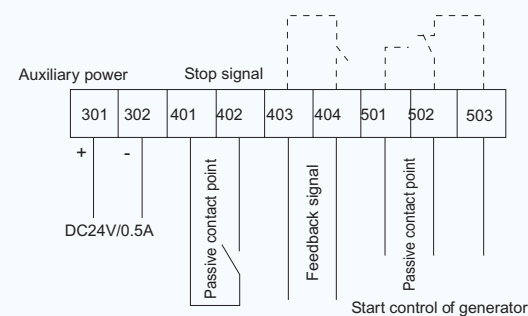 Auxiliary power Stop signal
301 302 401 402 403 404 501 502 503
+ -
DC24V/0.5A
Passive contact point
Feedback signal
Passive contact point
Start control of generator